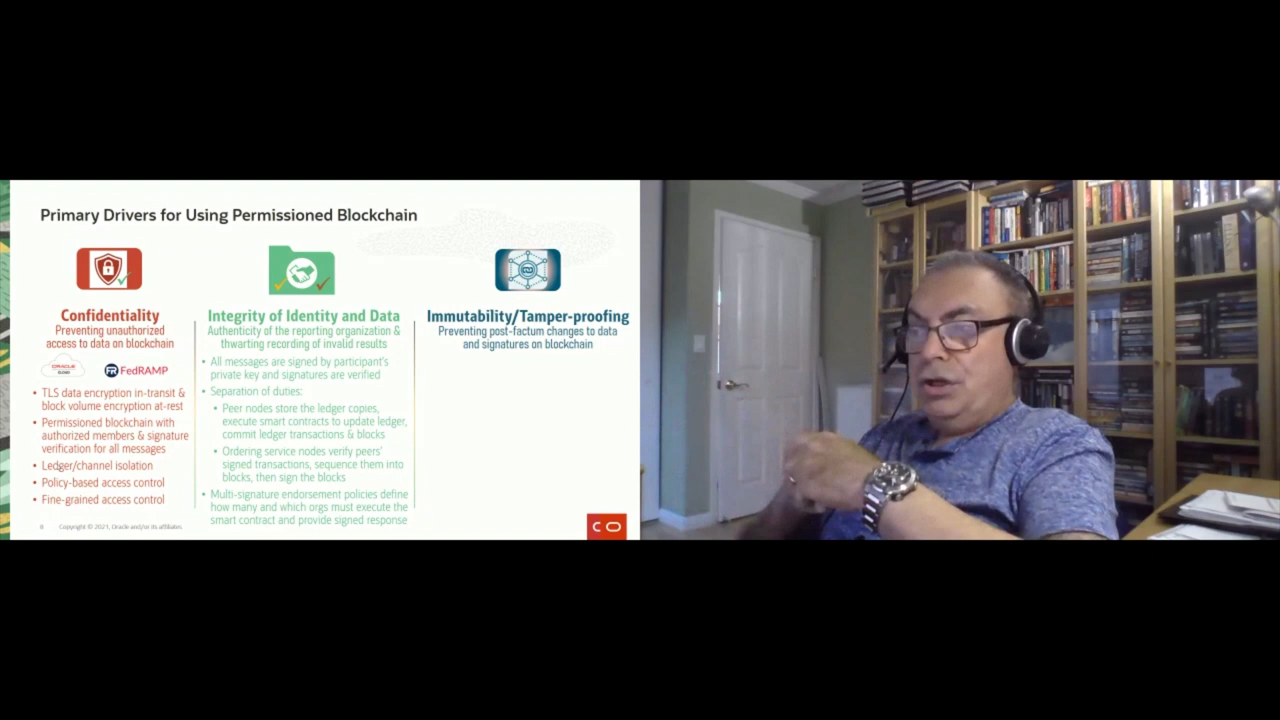 Primary Drivers for Using Permissioned Blockchain
Confidentiality
Preventing unauthorized
access to data on blockchain
ORACLE
CLOUD
FR FedRAMP
• TLS data encryption in-transit &
block volume encryption at-rest
• Permissioned blockchain with
authorized members & signature
verification for all messages
• Ledger/channel isolation
• Policy-based access control
• Fine-grained access control
Integrity of Identity and Data
Authenticity of the reporting organization &
thwarting recording of invalid results
• All messages are signed by participant's
private key and signatures are verified
• Separation of duties:
• Peer nodes store the ledger copies,
execute smart contracts to update ledger,
commit ledger transactions & blocks
• Ordering service nodes verify peers'
signed transactions, sequence them into
blocks, then sign the blocks
• Multi-signature endorsement policies define
how many and which orgs must execute the
smart contract and provide signed response
Immutability/Tamper-proofing
Preventing post-factum changes to data
and signatures on blockchain
Copyright © 2021, Oracle and/or its affiliates